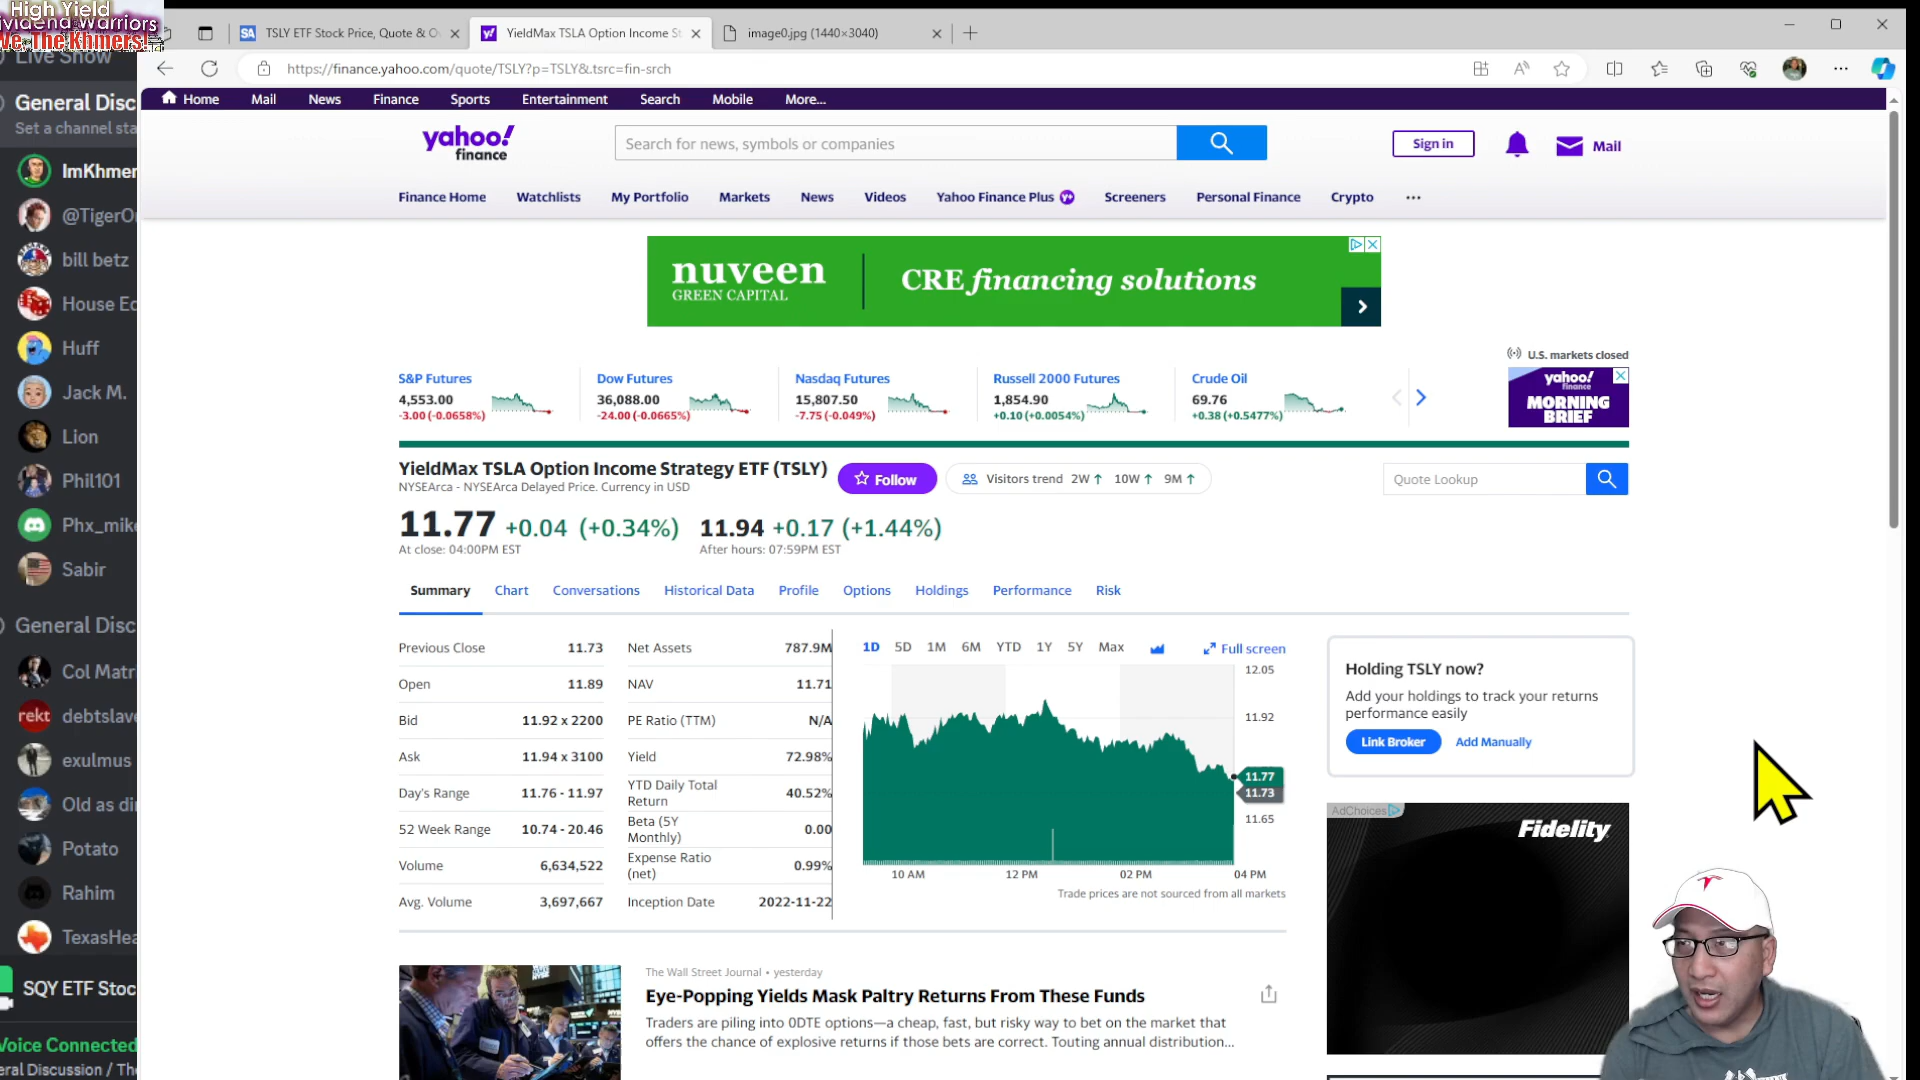 High Yield
ividend Warriors
We The Khmers!
Live Show
General Disc
Set a channel sta
ImKhmer
@TigerO
bill betz
House Ec
Huff
Jack M.
Lion
Phil101
Phx_mike
Sabir
General Disc
Col Matr
debtslave
exulmus
Old as di
Potato
Rahim
TexasHea
SQY ETF Stoc
Voice Connected
eral Discussion / The
TSLY ETF Stock Price, Quote & O
YieldMax TSLA Option Income St
image0.jpg (1440×3040)
https://finance.yahoo.com/quote/TSLY?p=TSLY&.tsrc=fin-srch
Home Mail News Finance Sports Entertainment Search Mobile More...
yahoo!
finance
Search for news, symbols or companies
Sign in
Mail
Finance Home Watchlists My Portfolio Markets News Videos Yahoo Finance Plus Screeners Personal Finance Crypto ...
nuveen
GREEN CAPITAL
CRE financing solutions
U.S. markets closed
S&P Futures
4,553.00
-3.00 (-0.0658%)
Dow Futures
36,088.00
-24.00 (-0.0665%)
Nasdaq Futures
15,807.50
-7.75 (-0.049%)
Russell 2000 Futures
1,854.90
+0.10 (+0.0054%)
Crude Oil
69.76
+0.38 (+0.5477%)
yahoo!
finance
MORNING
BRIEF
YieldMax TSLA Option Income Strategy ETF (TSLY)
NYSEArca - NYSEArca Delayed Price. Currency in USD
Follow
Visitors trend 2W ↑ 10W ↑ 9M ↑
Quote Lookup
11.77 +0.04 (+0.34%)
At close: 04:00PM EST
11.94 +0.17 (+1.44%)
After hours: 07:59PM EST
Summary Chart Conversations Historical Data Profile Options Holdings Performance Risk
Previous Close 11.73
Open 11.89
Bid 11.92 x 2200
Ask 11.94 x 3100
Day's Range 11.76 - 11.97
52 Week Range 10.74 - 20.46
Volume 6,634,522
Avg. Volume 3,697,667
Net Assets 787.9M
NAV 11.71
PE Ratio (TTM) N/A
Yield 72.98%
YTD Daily Total
Return 40.52%
Beta (5Y
Monthly) 0.00
Expense Ratio
(net) 0.99%
Inception Date 2022-11-22
1D 5D 1M 6M YTD 1Y 5Y Max
Full screen
12.05
11.92
11.77
11.73
11.65
10 AM 12 PM 02 PM 04 PM
Trade prices are not sourced from all markets
Holding TSLY now?
Add your holdings to track your returns
performance easily
Link Broker Add Manually
AdChoices
Fidelity
The Wall Street Journal • yesterday
Eye-Popping Yields Mask Paltry Returns From These Funds
Traders are piling into 0DTE options—a cheap, fast, but risky way to bet on the market that
offers the chance of explosive returns if those bets are correct. Touting annual distribution...